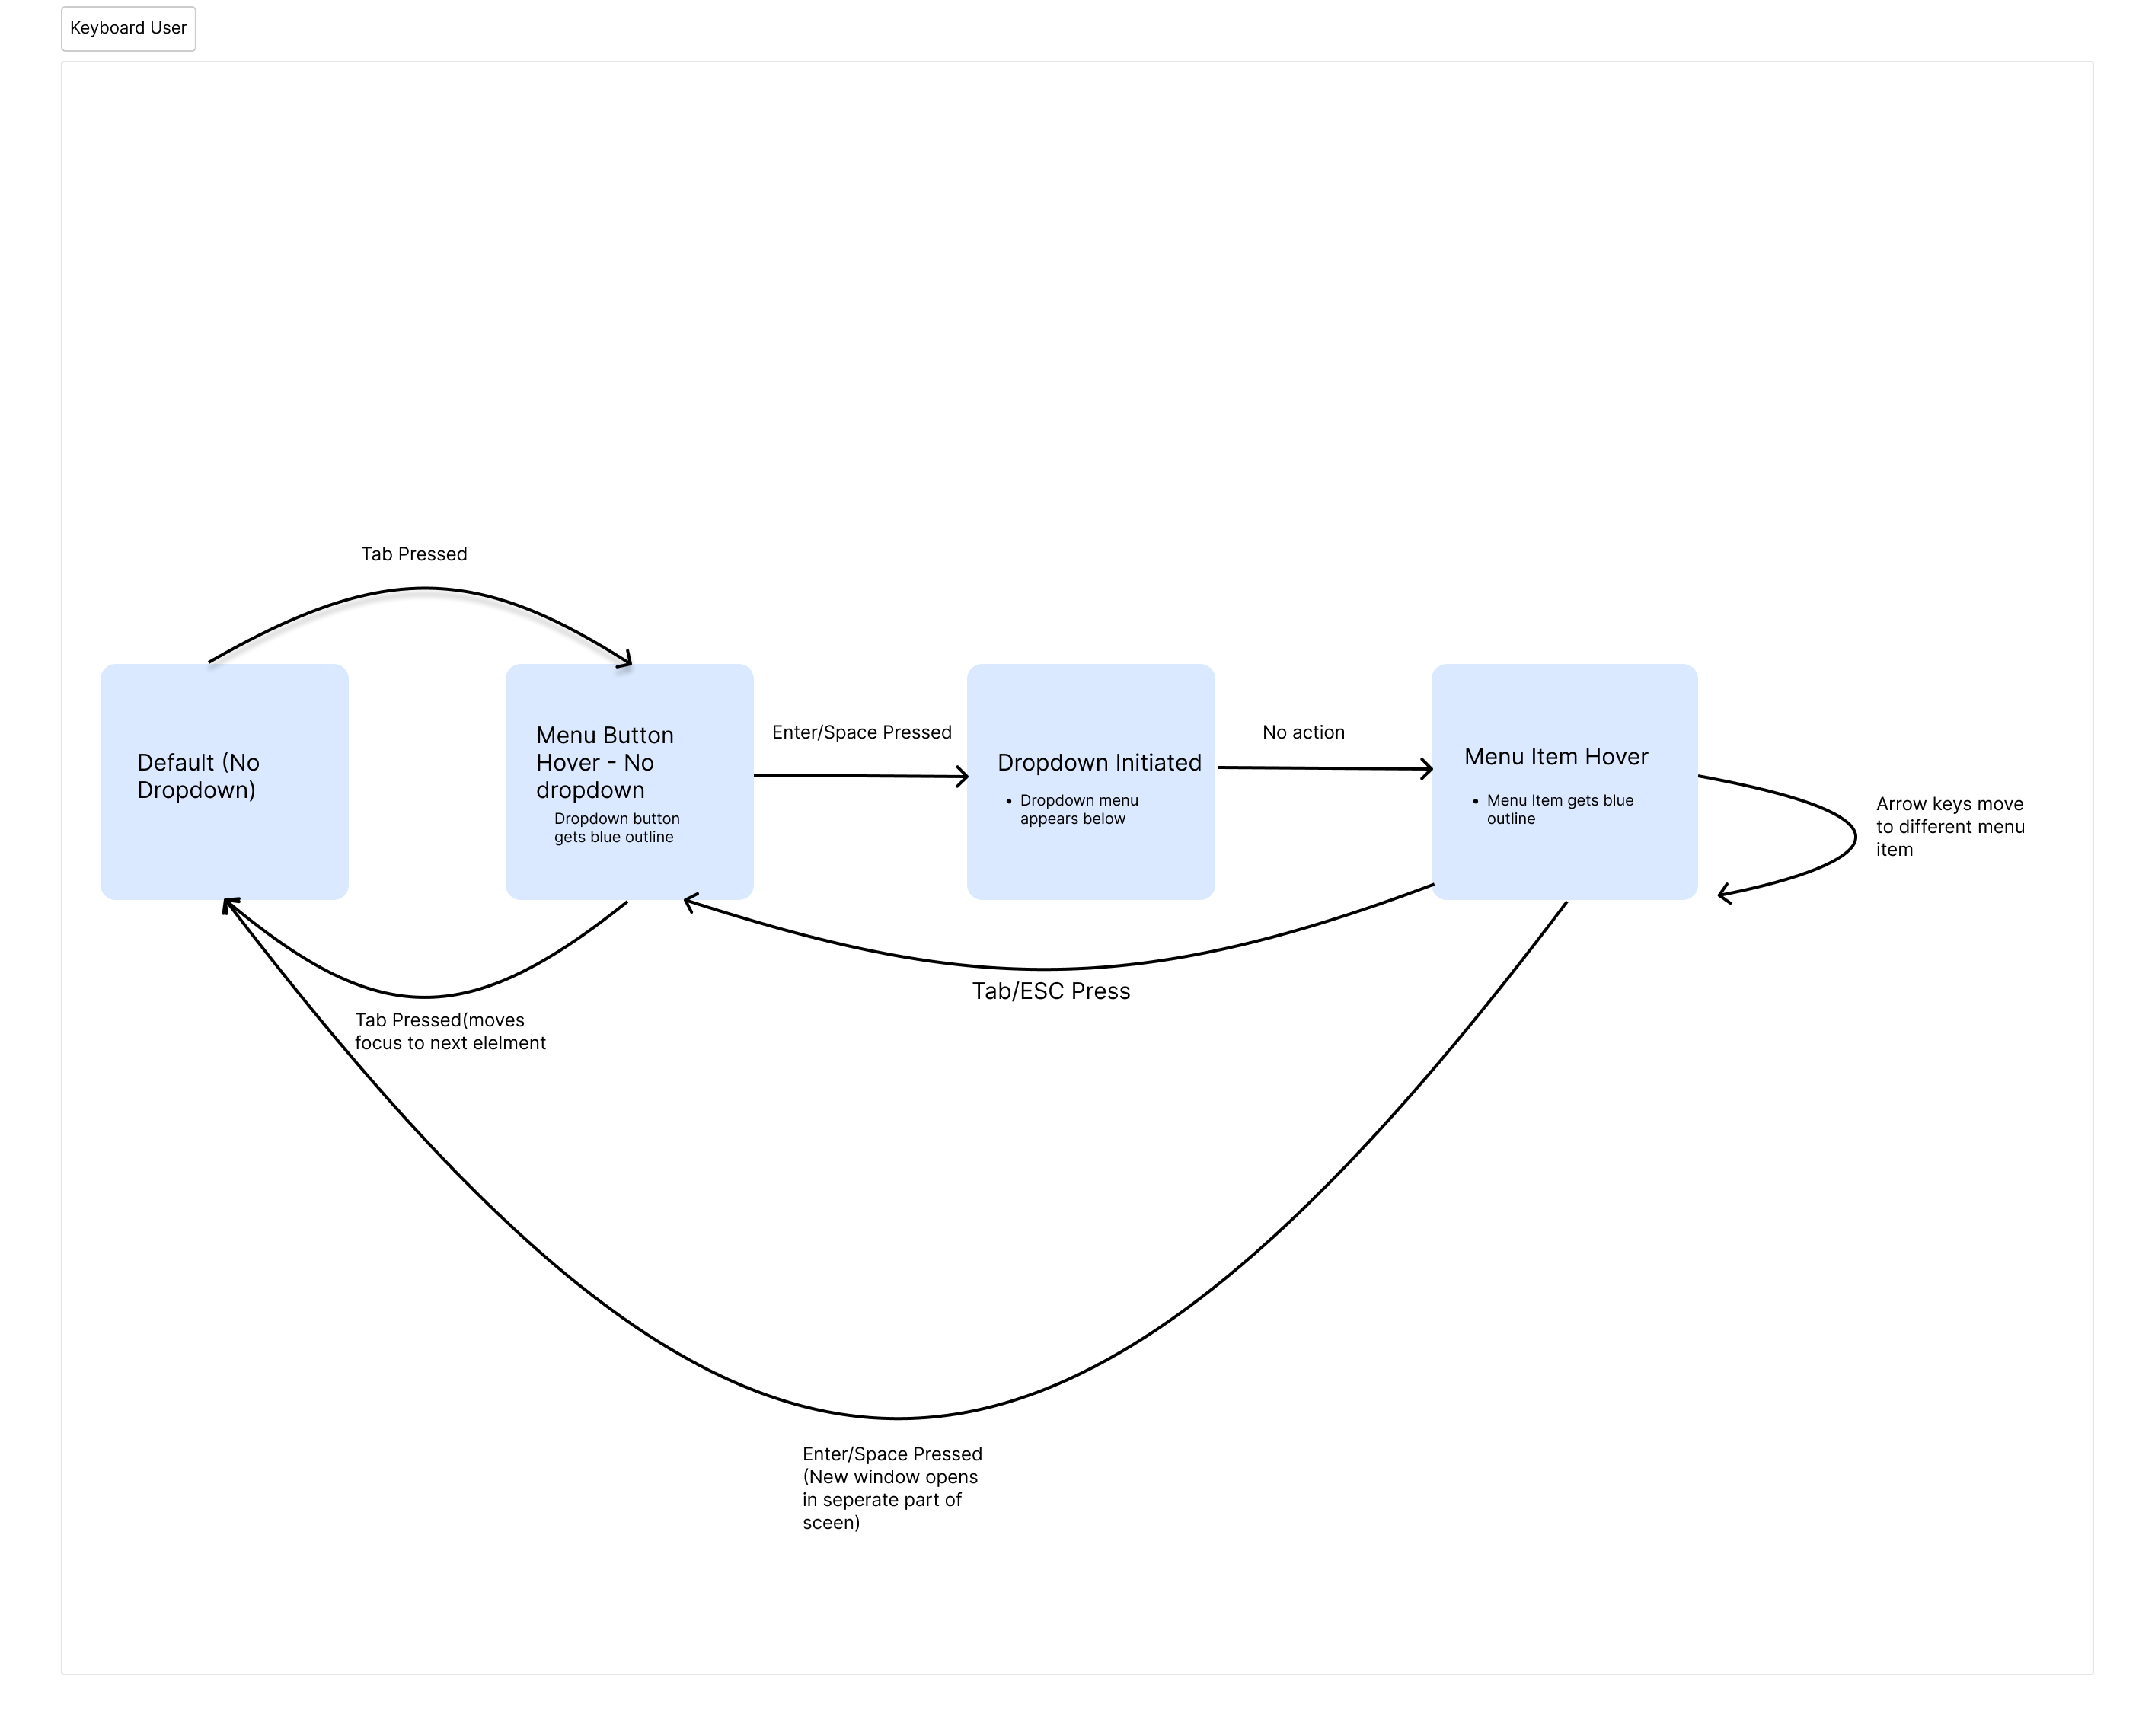 Keyboard User
Tab Pressed
Default (No
Dropdown)
Menu Button
Hover - No
dropdown
Dropdown button
gets blue outline
Enter/Space Pressed
Dropdown Initiated
• Dropdown menu
appears below
No action
Menu Item Hover
• Menu Item gets blue
outline
Arrow keys move
to different menu
item
Tab/ESC Press
Tab Pressed(moves
focus to next elelment
Enter/Space Pressed
(New window opens
in seperate part of
sceen)